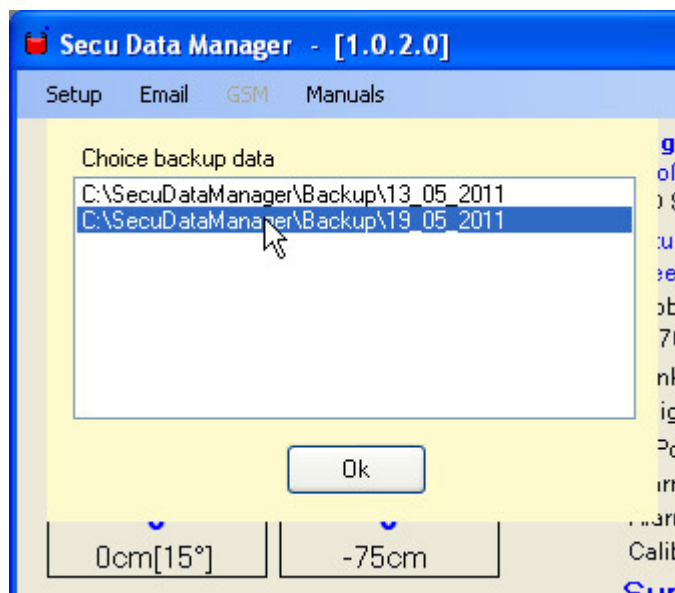 Secu Data Manager - [1.0.2.0]
Setup Email GSM Manuals
Choice backup data
C:\SecuDataManager\Backup\13_05_2011
C:\SecuDataManager\Backup\19_05_2011
Ok
0cm[15°]
-75cm